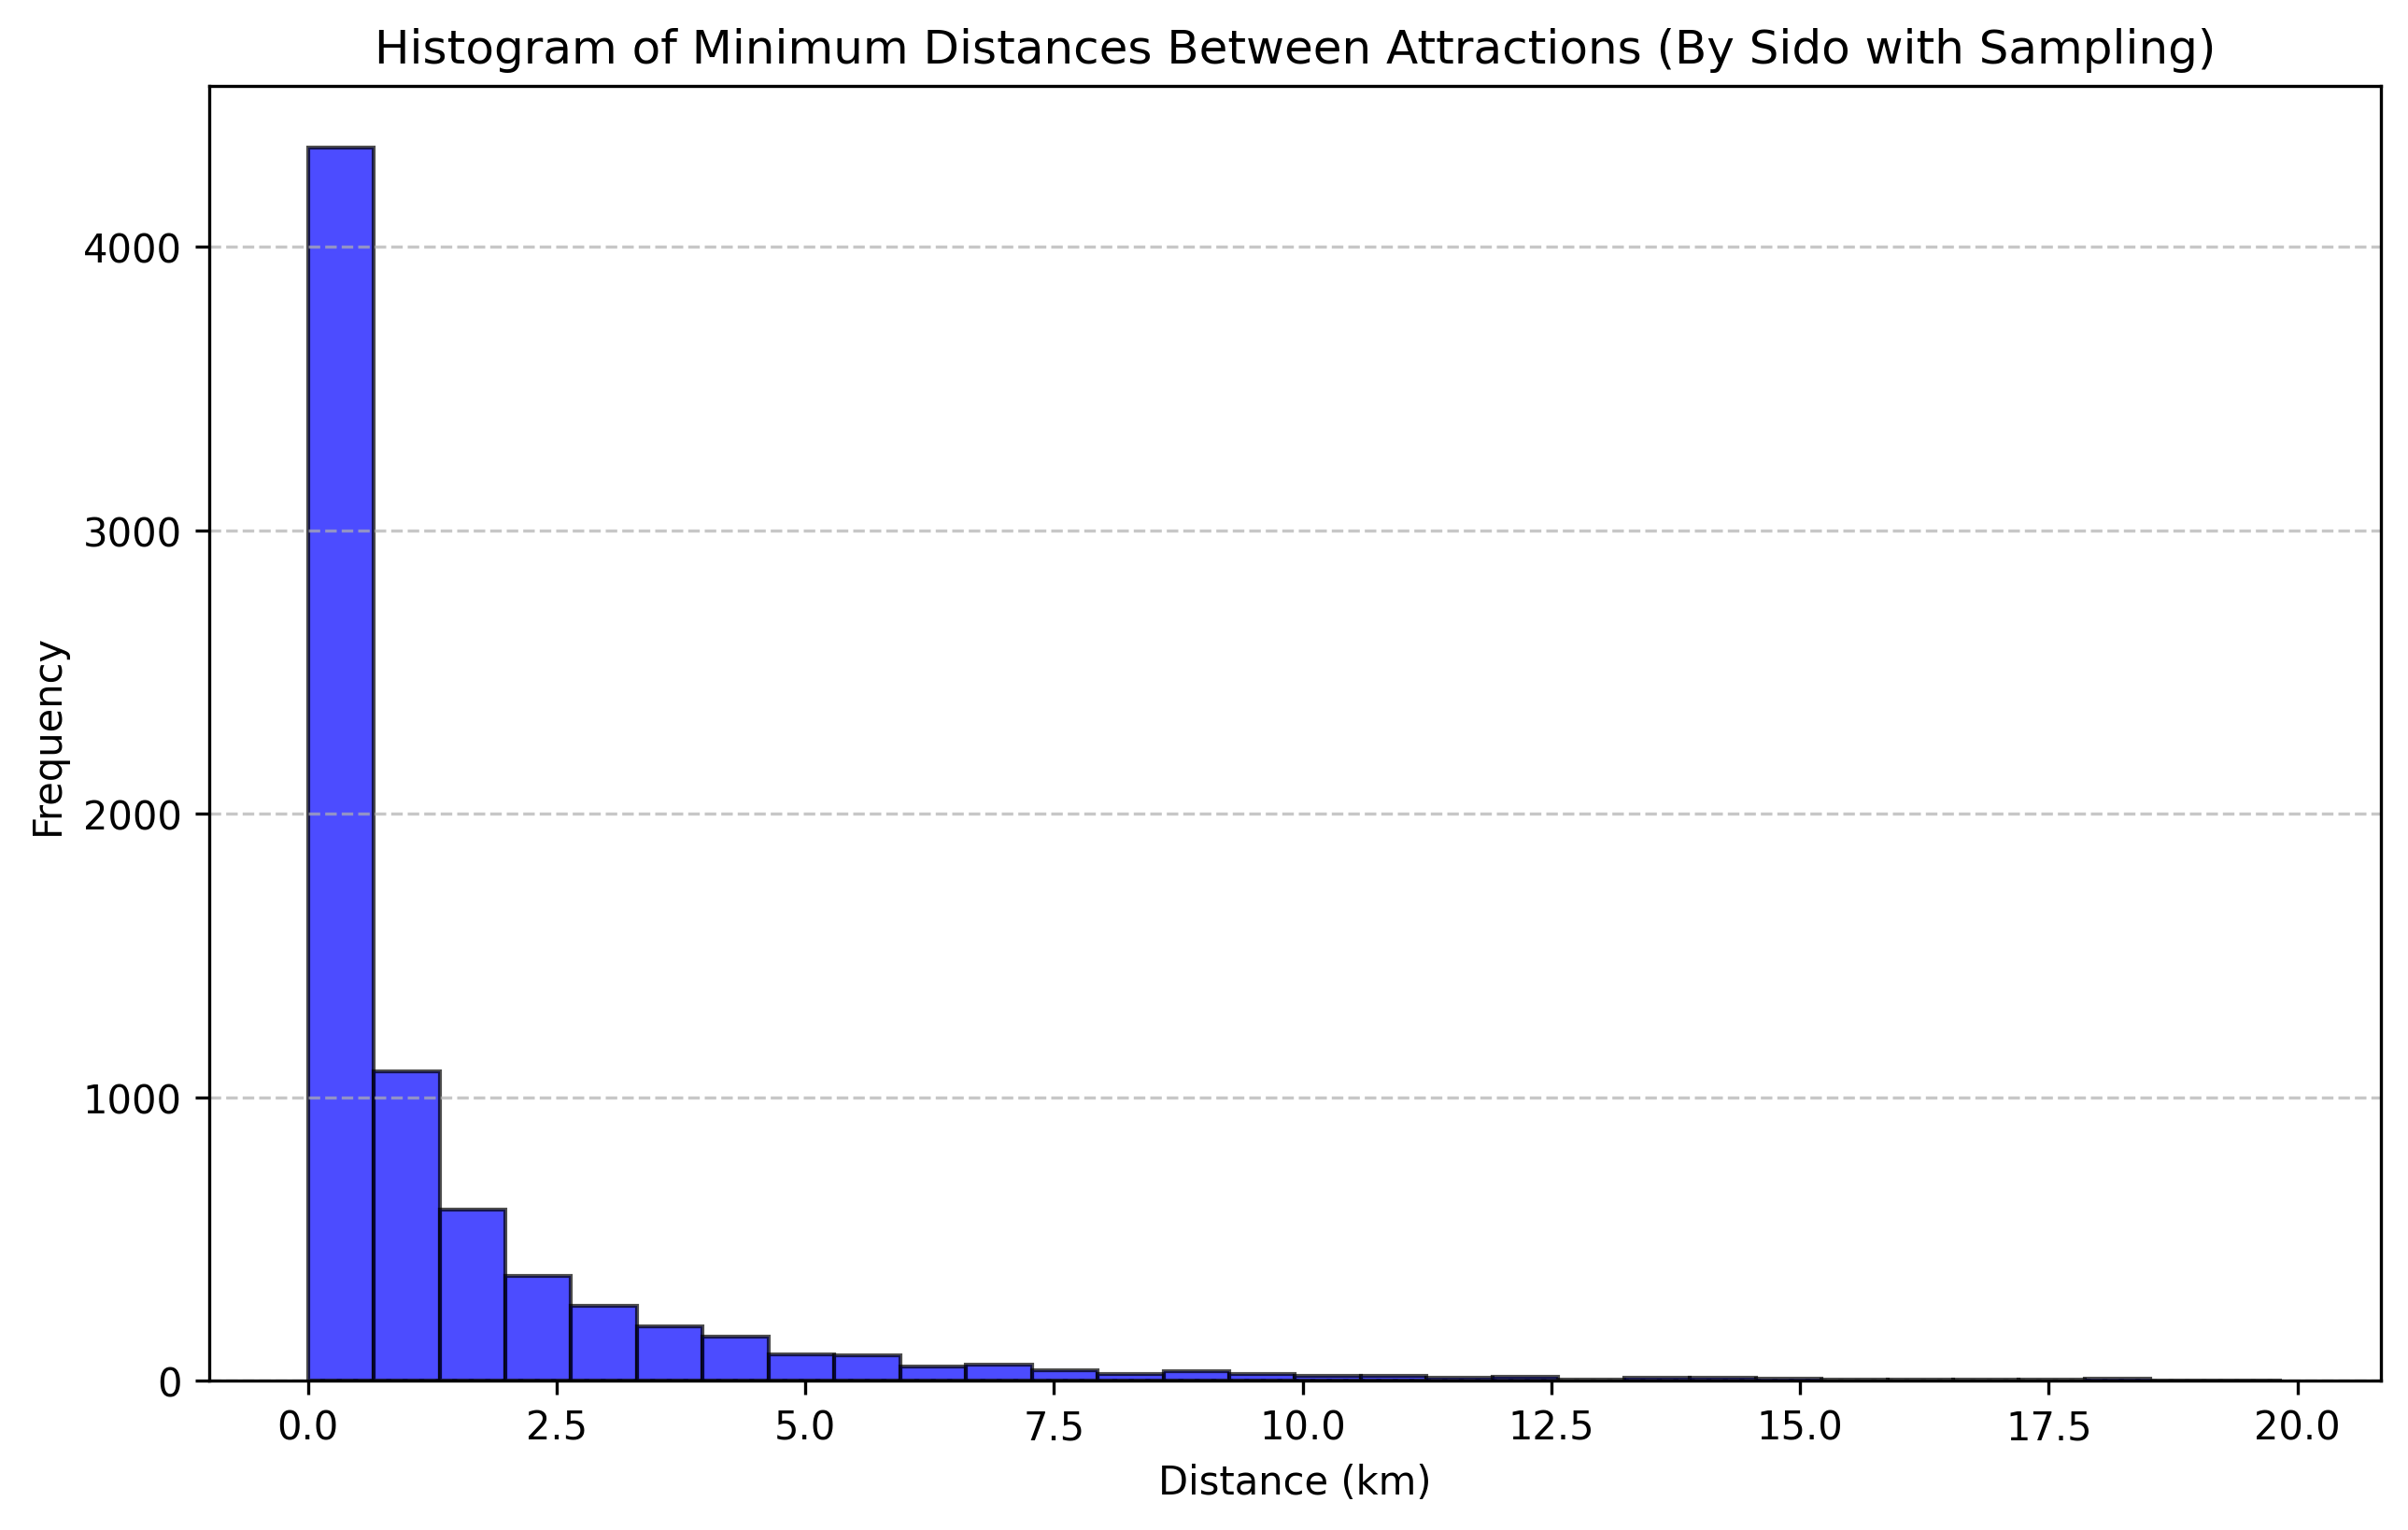 Histogram of Minimum Distances Between Attractions (By Sido with Sampling)
Frequency
4000
3000
2000
1000
0
0.0 2.5 5.0 7.5 10.0 12.5 15.0 17.5 20.0
Distance (km)